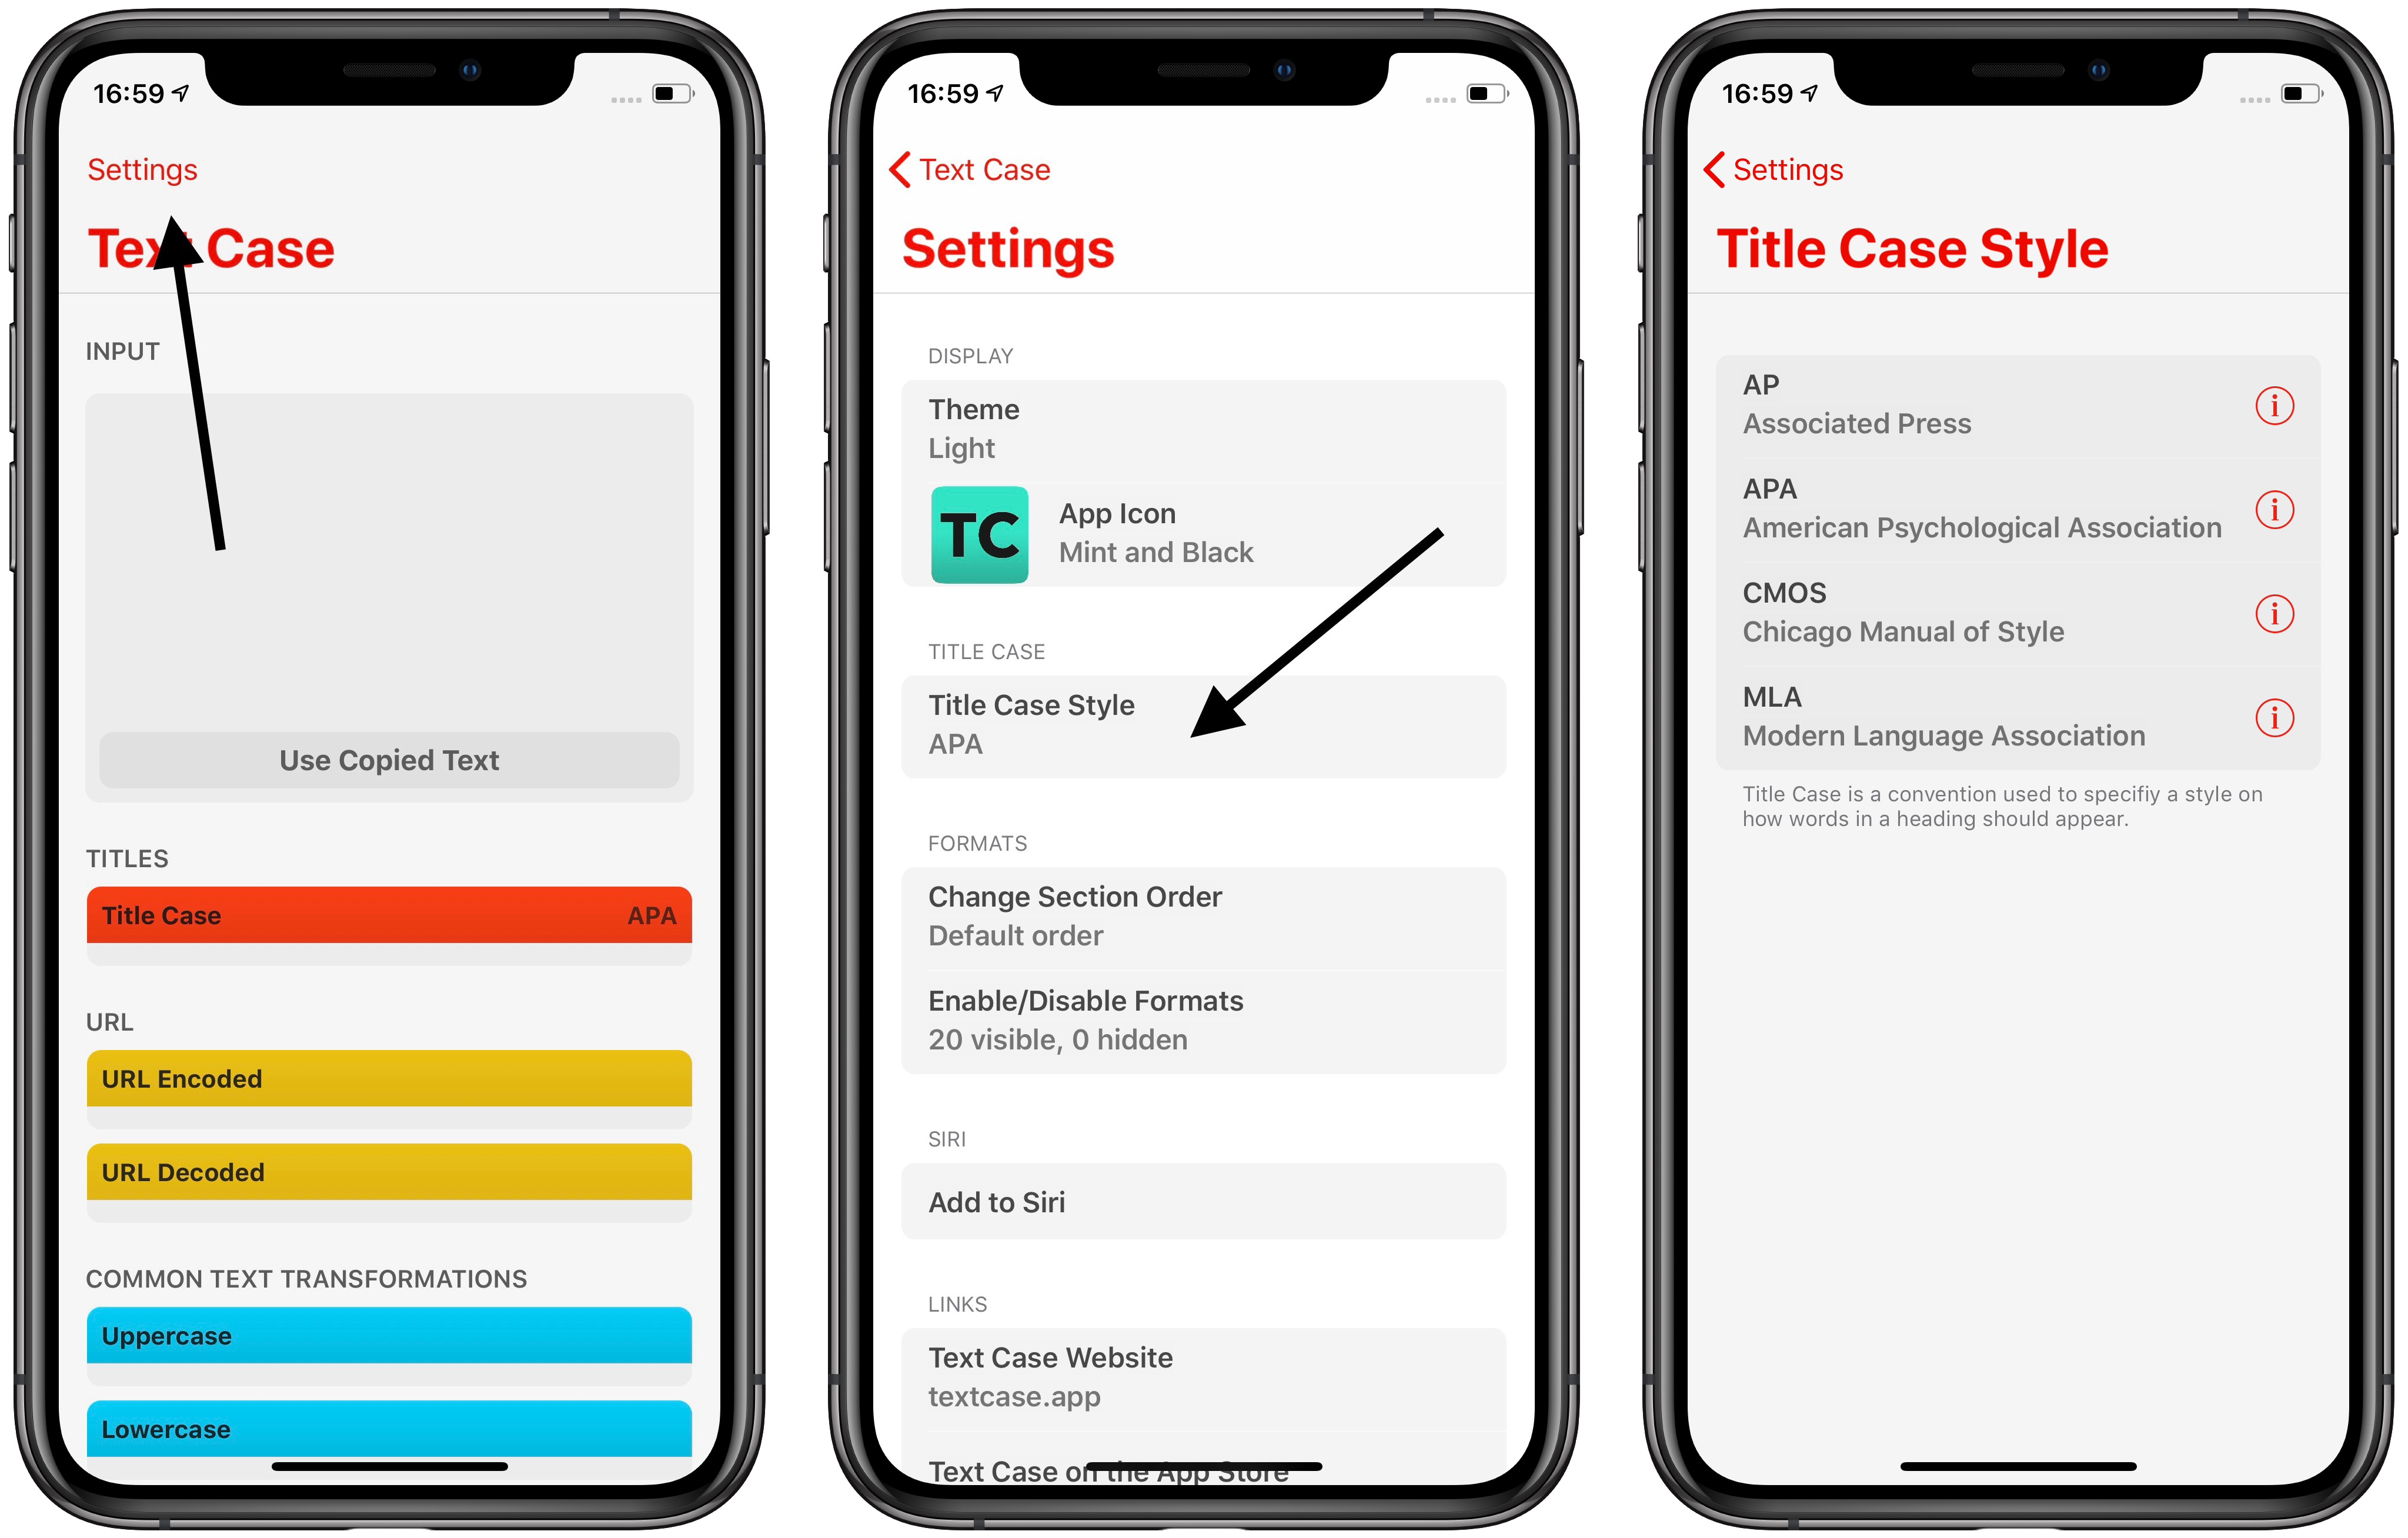 16:59
Settings
Text Case
INPUT
Use Copied Text
TITLES
Title Case APA
URL
URL Encoded
URL Decoded
COMMON TEXT TRANSFORMATIONS
Uppercase
Lowercase
16:59
Text Case
Settings
DISPLAY
Theme
Light
TC
App Icon
Mint and Black
TITLE CASE
Title Case Style
APA
FORMATS
Change Section Order
Default order
Enable/Disable Formats
20 visible, 0 hidden
SIRI
Add to Siri
LINKS
Text Case Website
textcase.app
Text Case on the App Store
16:59
Settings
Title Case Style
AP
Associated Press
i
APA
American Psychological Association
i
CMOS
Chicago Manual of Style
i
MLA
Modern Language Association
i
Title Case is a convention used to specifiy a style on
how words in a heading should appear.